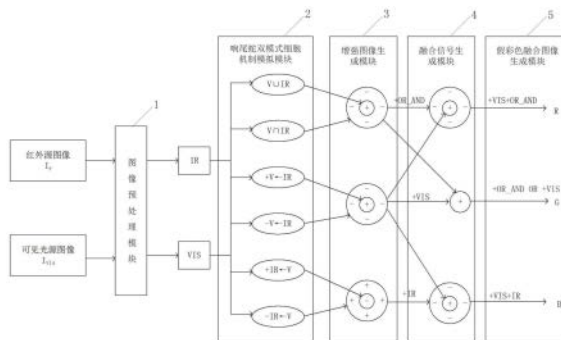 1
2
3
4
5
响尾蛇双模式细胞
机制模拟模块
增强图像生
成模块
融合信号生
成模块
假彩色融合图像
生成模块
红外源图像
I_r
可见光源图像
I_vis
图像预处理模块
IR
VIS
V∪IR
V∩IR
+V←IR
-V←IR
+IR←V
-IR←V
+OR_AND
+VIS
+IR
+VIS+OR_AND
R
+OR_AND OR +VIS
G
+VIS+IR
B